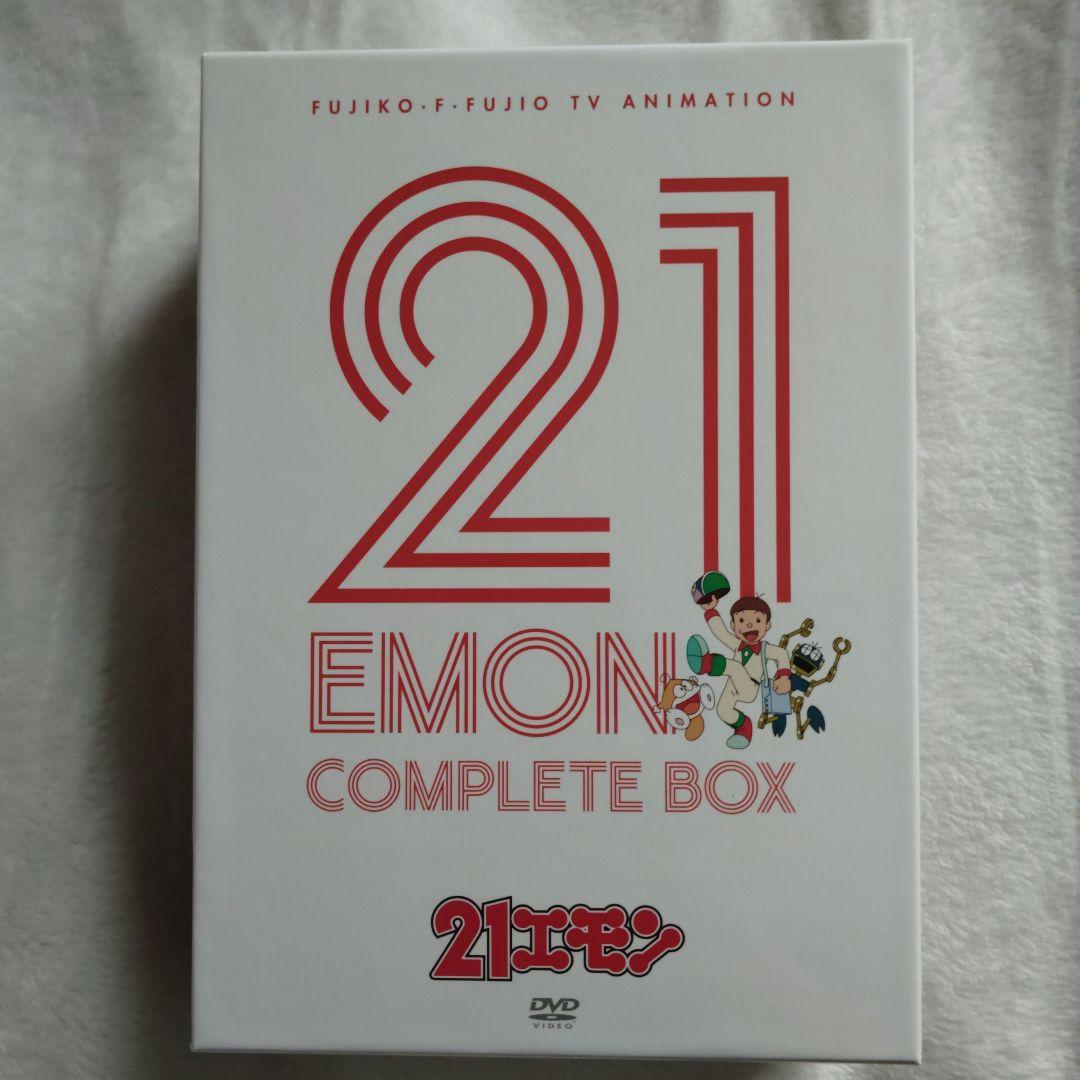 FUJIKO·F·FUJIO TV ANIMATION
21
EMON
COMPLETE BOX
21エモン
DVD
VIDEO